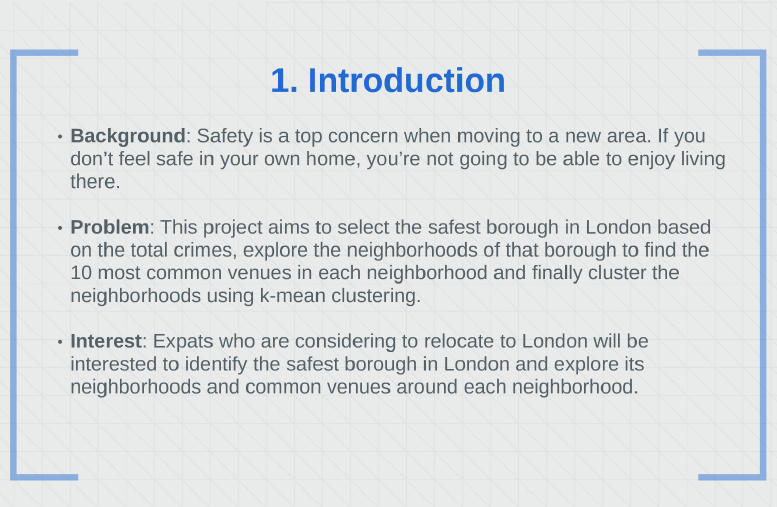 1. Introduction
• Background: Safety is a top concern when moving to a new area. If you
don’t feel safe in your own home, you’re not going to be able to enjoy living
there.
• Problem: This project aims to select the safest borough in London based
on the total crimes, explore the neighborhoods of that borough to find the
10 most common venues in each neighborhood and finally cluster the
neighborhoods using k-mean clustering.
• Interest: Expats who are considering to relocate to London will be
interested to identify the safest borough in London and explore its
neighborhoods and common venues around each neighborhood.